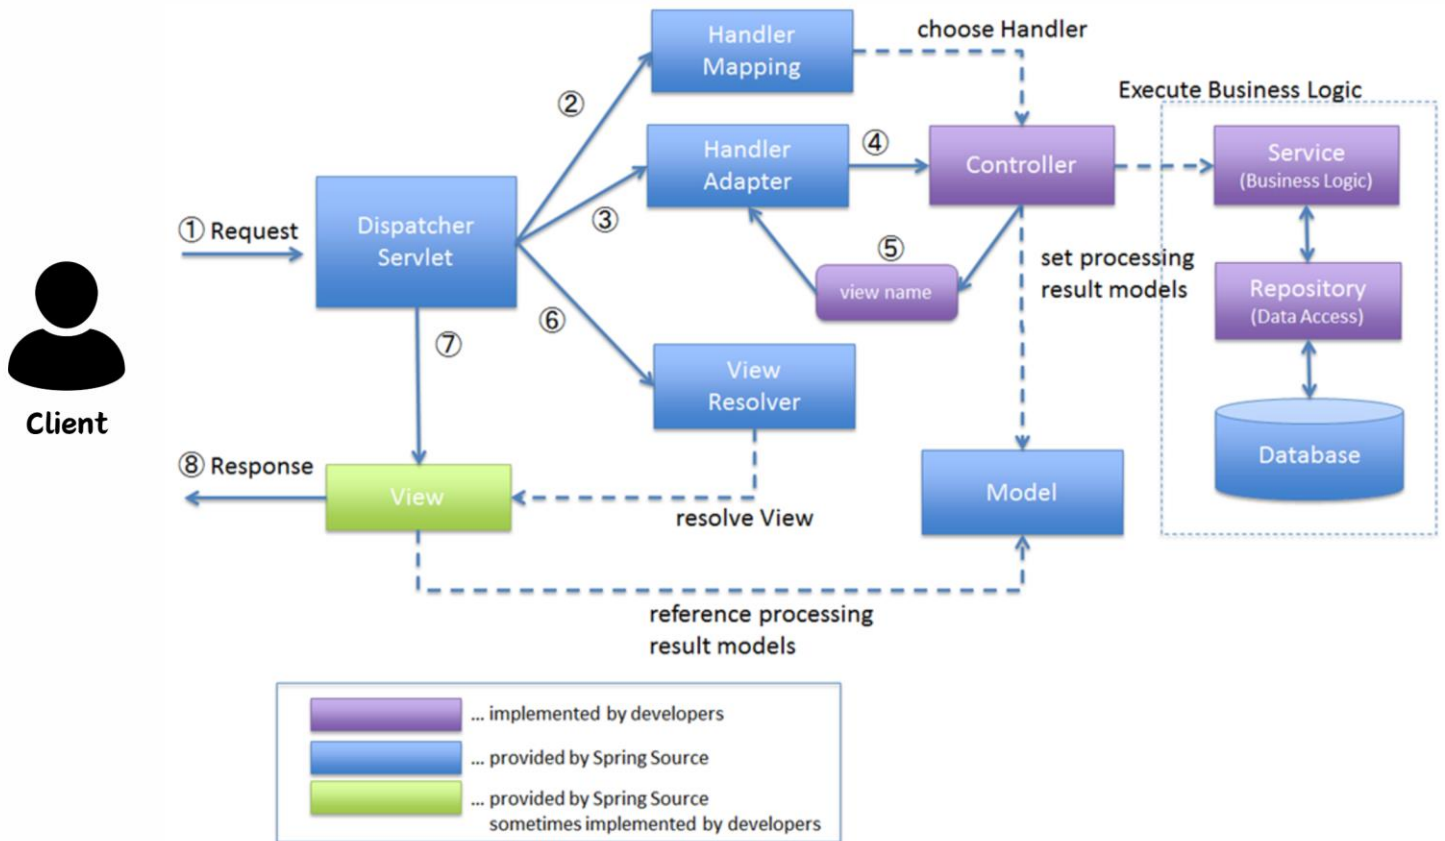 Handler
Mapping
choose Handler
②
Execute Business Logic
Handler
Adapter
④
Controller
Service
(Business Logic)
① Request
Dispatcher
Servlet
③
⑤
view name
set processing
result models
Repository
(Data Access)
⑥
⑦
View
Resolver
Client
Database
⑧ Response
View
resolve View
Model
reference processing
result models
... implemented by developers
... provided by Spring Source
... provided by Spring Source
sometimes implemented by developers